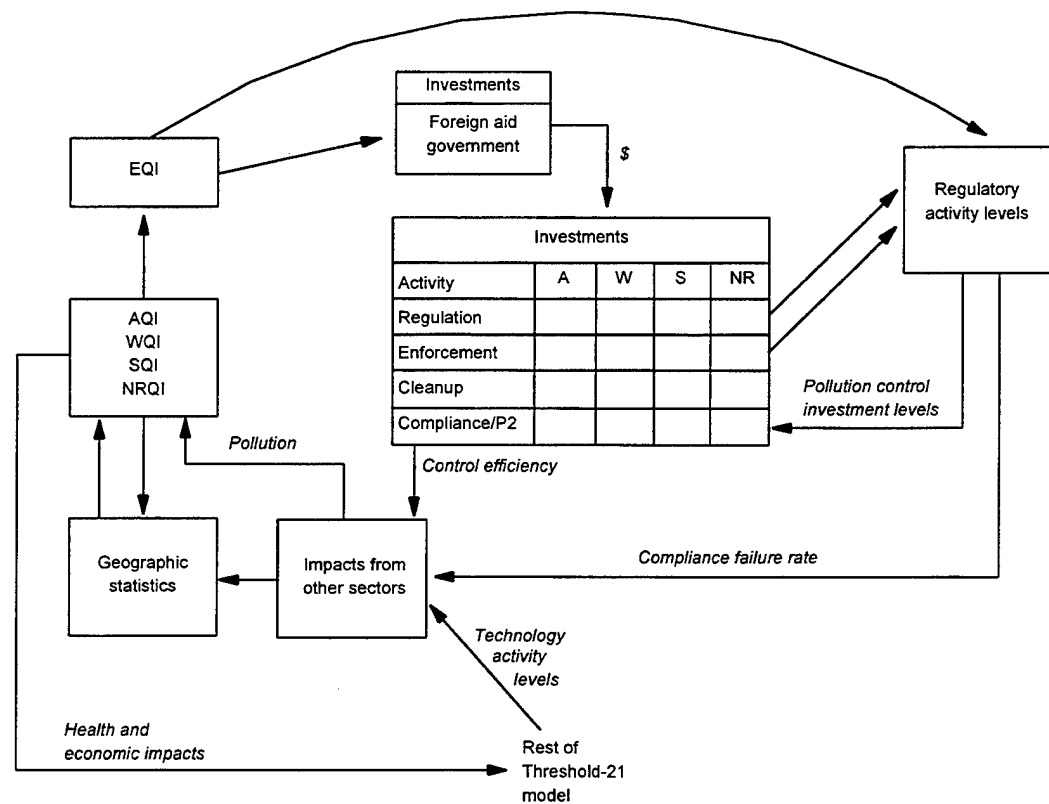 Investments
Foreign aid
government
$
EQI
Regulatory
activity levels
Investments
Activity A W S NR
Regulation
Enforcement
Cleanup
Compliance/P2
AQI
WQI
SQI
NRQI
Pollution control
investment levels
Pollution
Control efficiency
Geographic
statistics
Impacts from
other sectors
Compliance failure rate
Technology
activity
levels
Health and
economic impacts
Rest of
Threshold-21
model